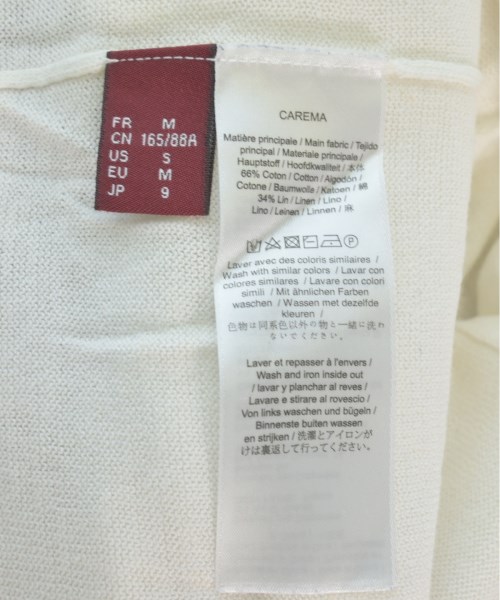 FR M
CN 165/88A
US S
EU M
JP 9
CAREMA
Matière principale / Main fabric / Tejido
principal / Materiale principale /
Hauptstoff / Hoofdkwaliteit / 本体
66% Coton / Cotton / Algodón /
Cotone / Baumwolle / Katoen / 綿
34% Lin / Linen / Lino /
Lino / Leinen / Linnen / 麻
Laver avec des colories similaires /
Wash with similar colors / Lavar con
colores similares / Lavare con colori
simili / Mit ähnlichen Farben
waschen / Wassen met dezelfde
kleuren /
色物は同系色以外の物と一緒に洗わ
ないでください。
Laver et repasser à l'envers /
Wash and iron inside out
/ lavar y planchar al reves /
Lavare e stirare al rovescio /
Von links waschen und bügeln /
Binnenste buiten wassen
en strijken / 洗濯とアイロンが
けは裏返して行ってください。